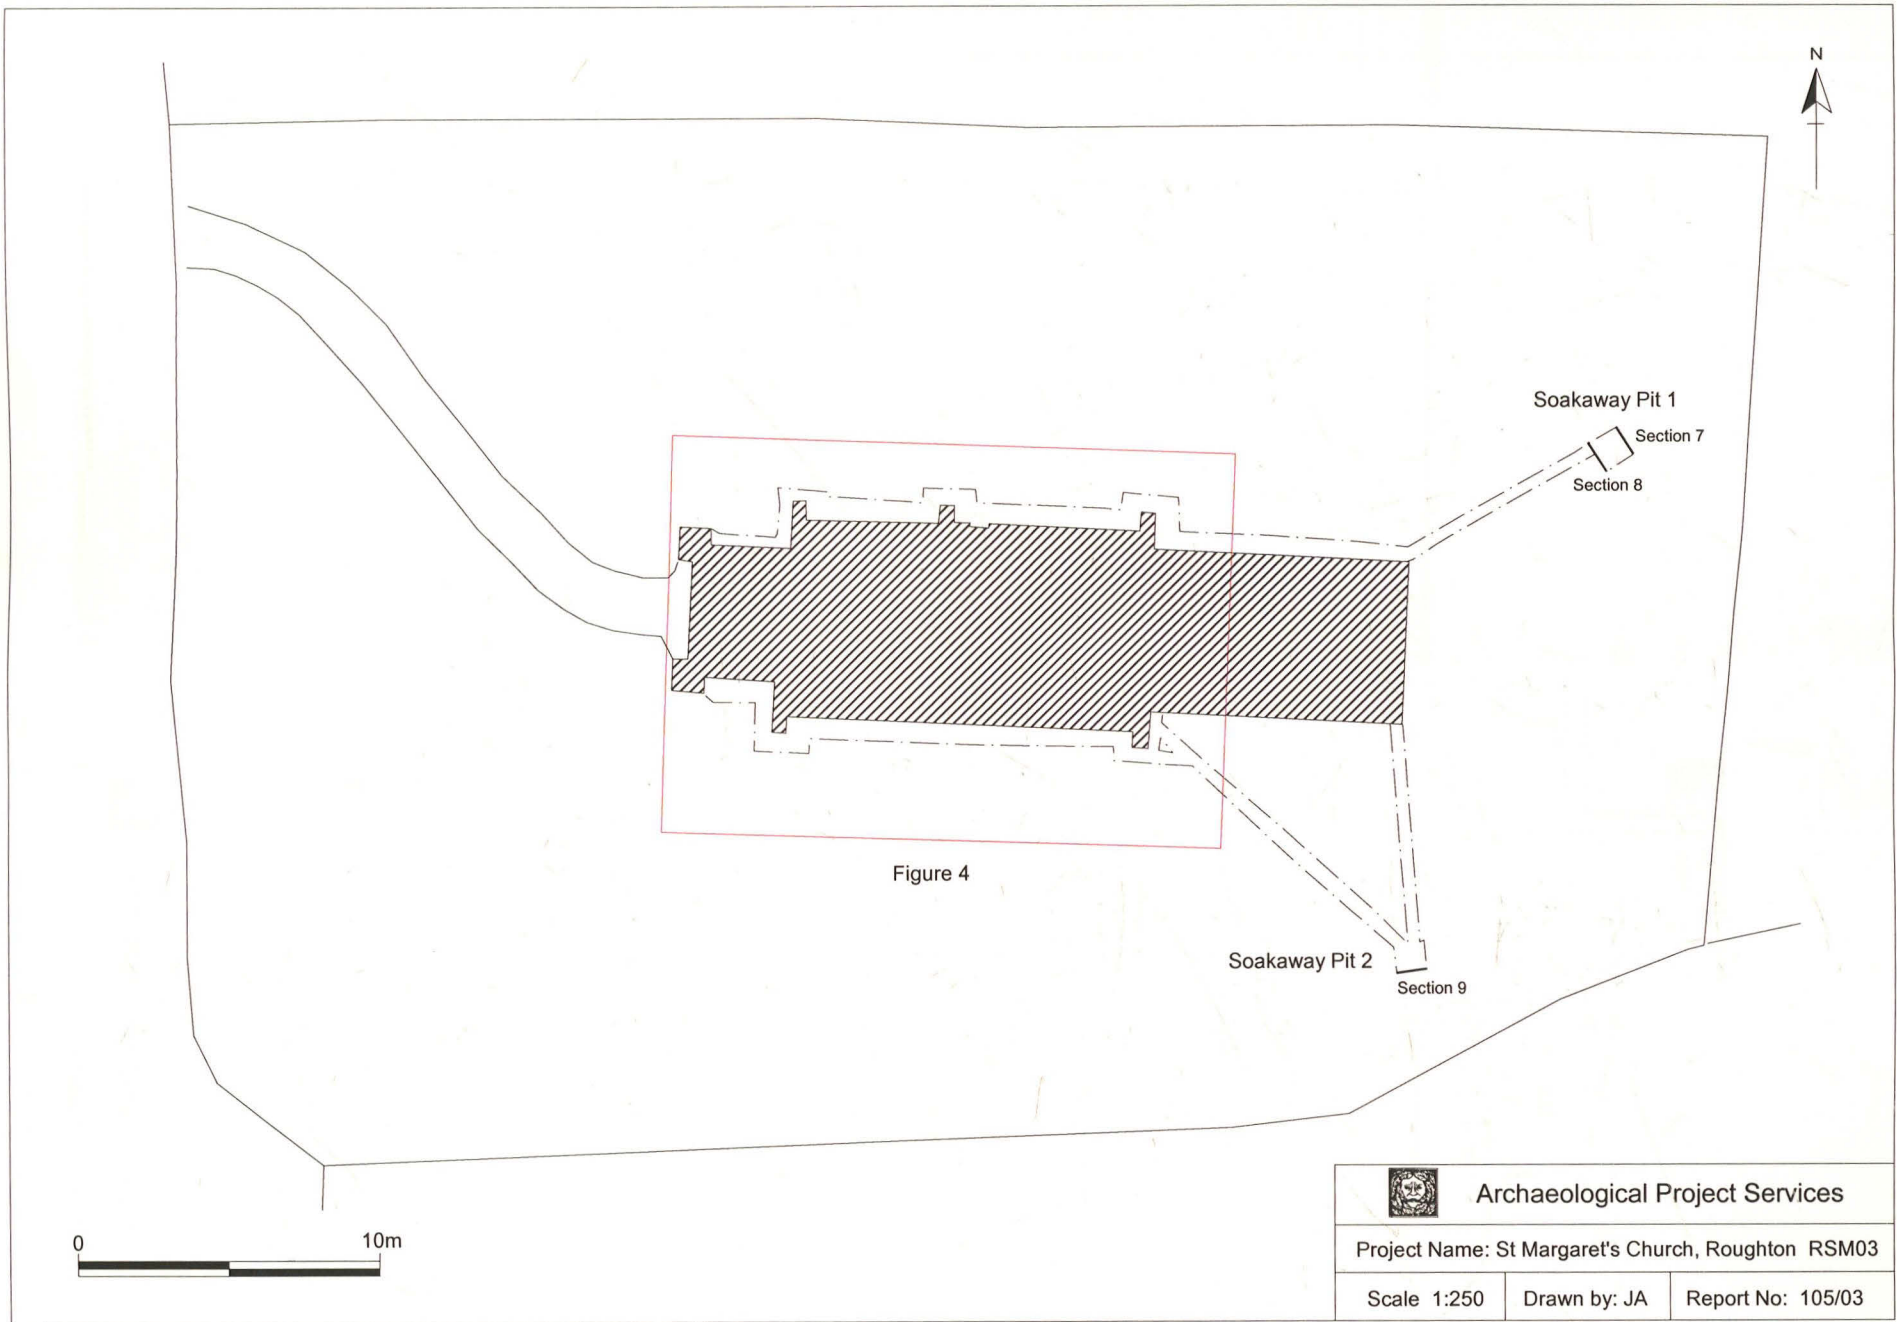 N
Soakaway Pit 1
Section 7
Section 8
Figure 4
Soakaway Pit 2
Section 9
0 10m
Archaeological Project Services
Project Name: St Margaret's Church, Roughton RSM03
Scale 1:250 Drawn by: JA Report No: 105/03